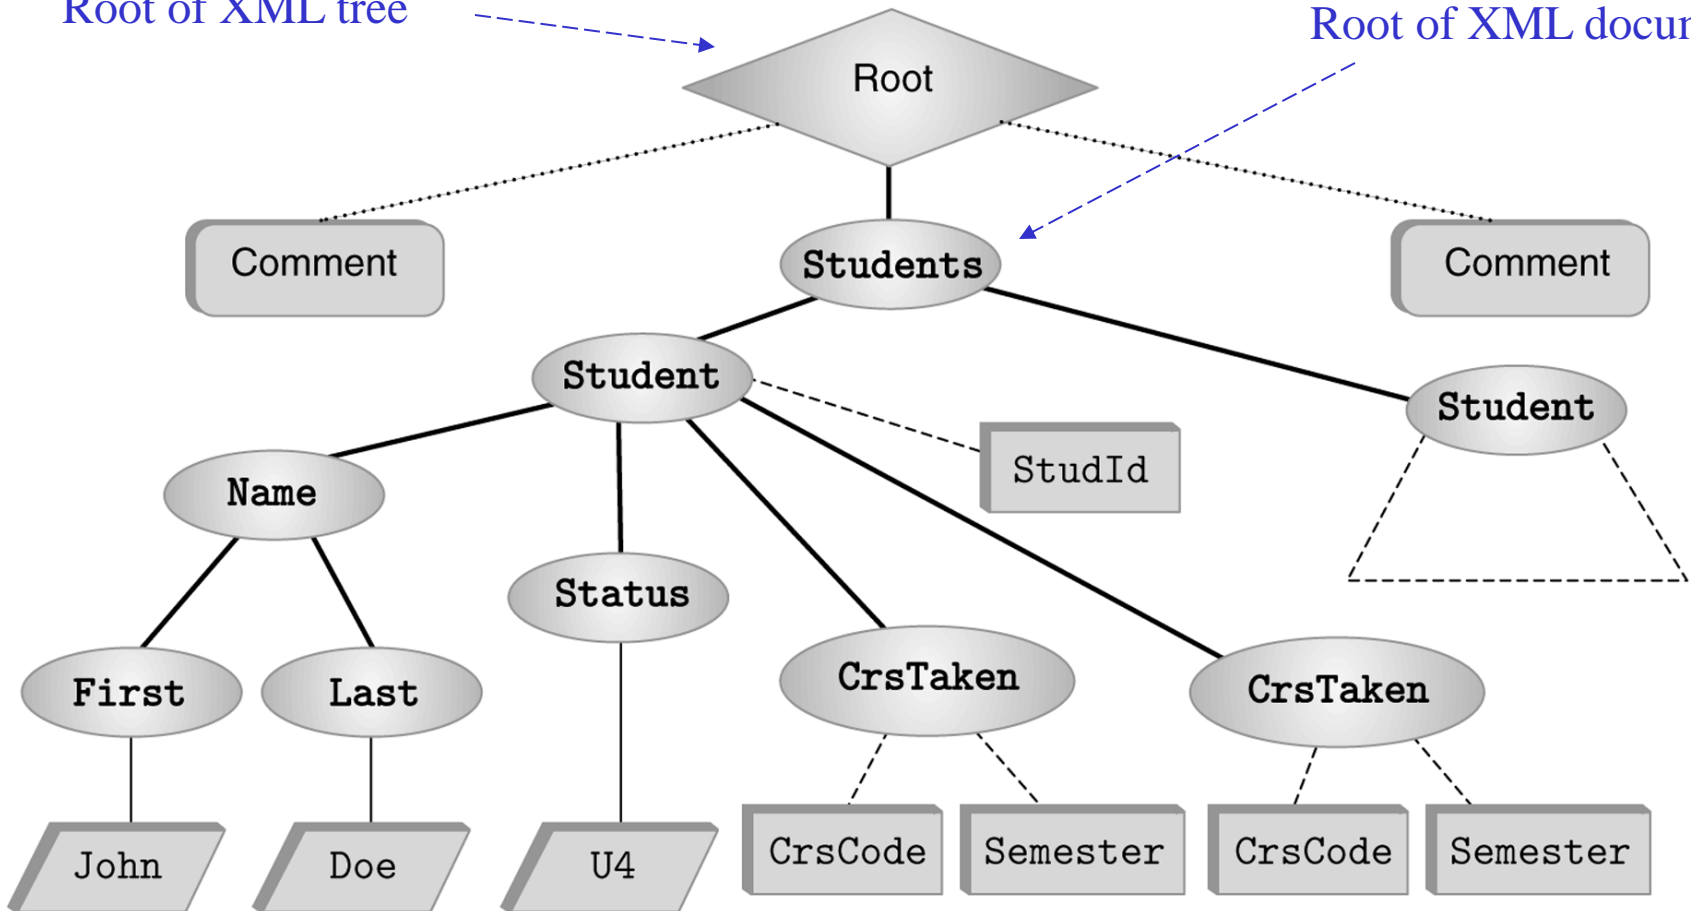 Root of XML tree
Root of XML
Root
Comment
Students
Comment
Student
Student
StudId
Name
Status
First
Last
CrsTaken
CrsTaken
John
Doe
U4
CrsCode
Semester
CrsCode
Semester